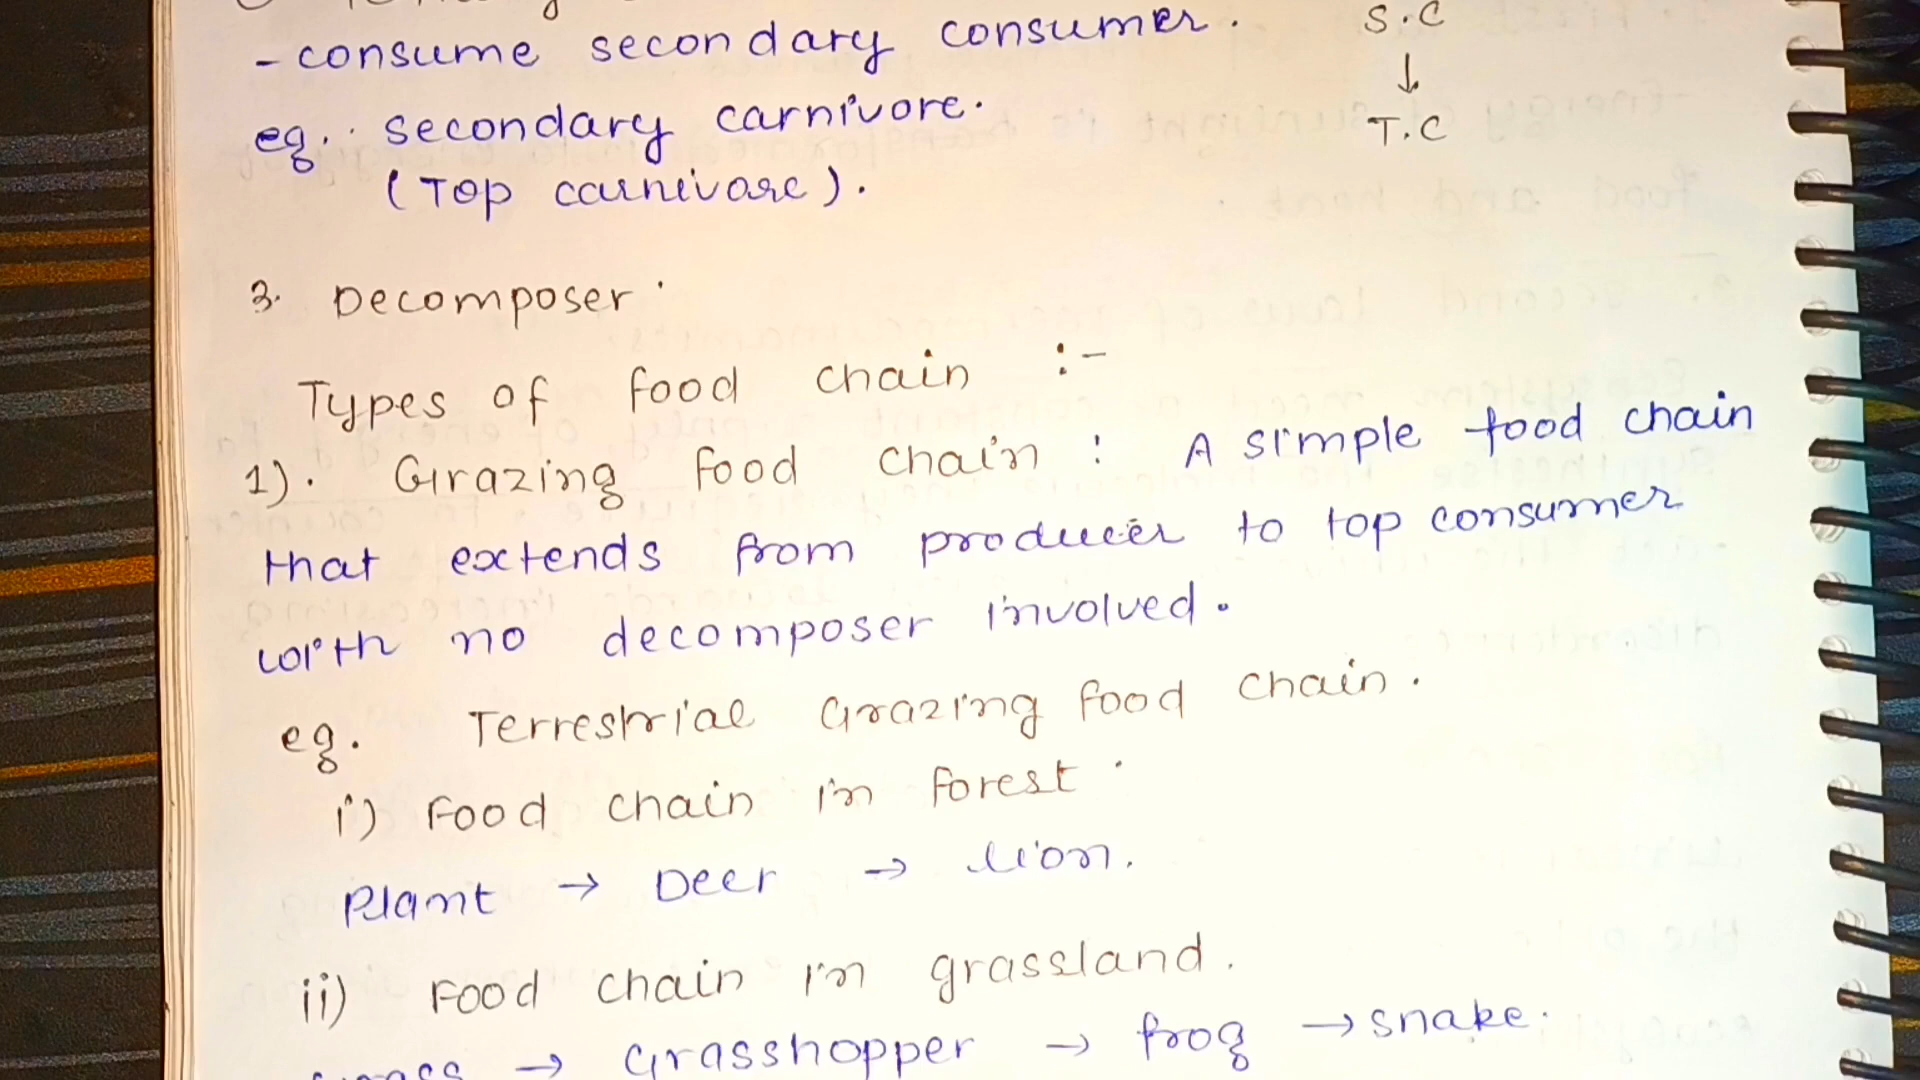 - consume secondary consumer.
S.C
↓
T.C
eg. : secondary carnivore.
(Top carnivore).
3. Decomposer.
Types of food chain :-
1). Grazing food chain : A simple food chain
that extends from producer to top consumer
with no decomposer involved.
eg. Terrestrial Grazing food chain.
i) Food chain in forest.
Plant → Deer → lion.
ii) Food chain in grassland.
→ Grasshopper → frog → snake.